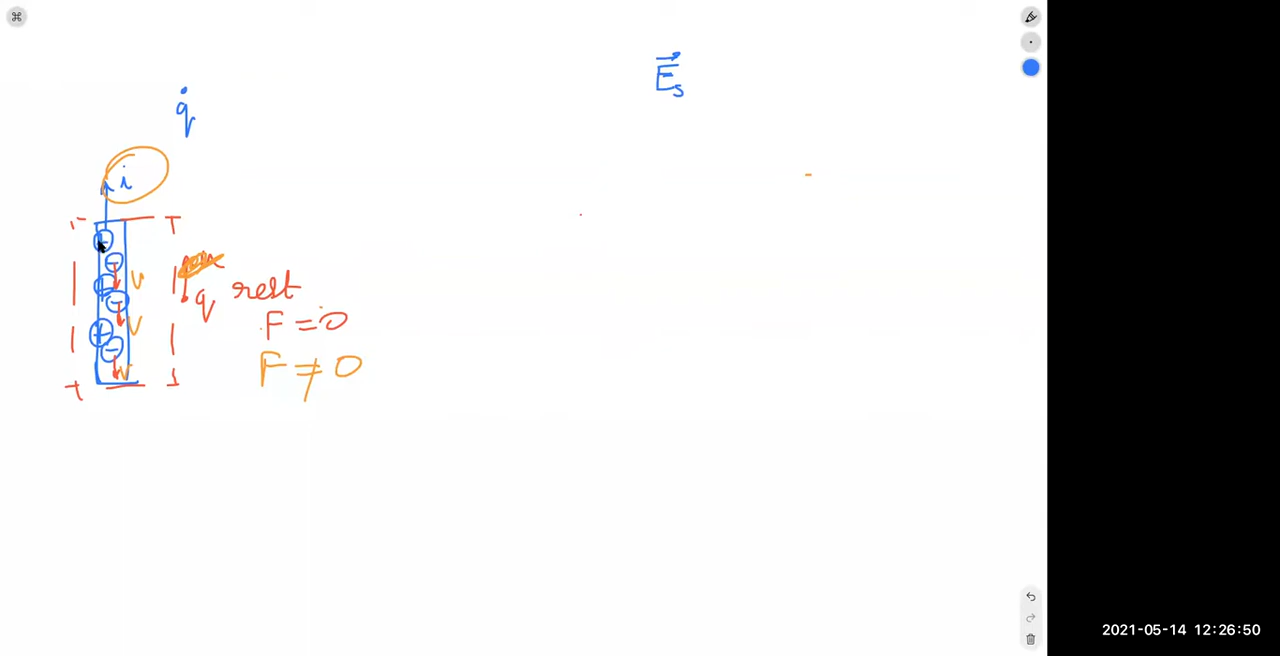 E⃗s
q
i
v
q rest
v
F = 0
F ≠ 0
v
2021-05-14 12:26:50